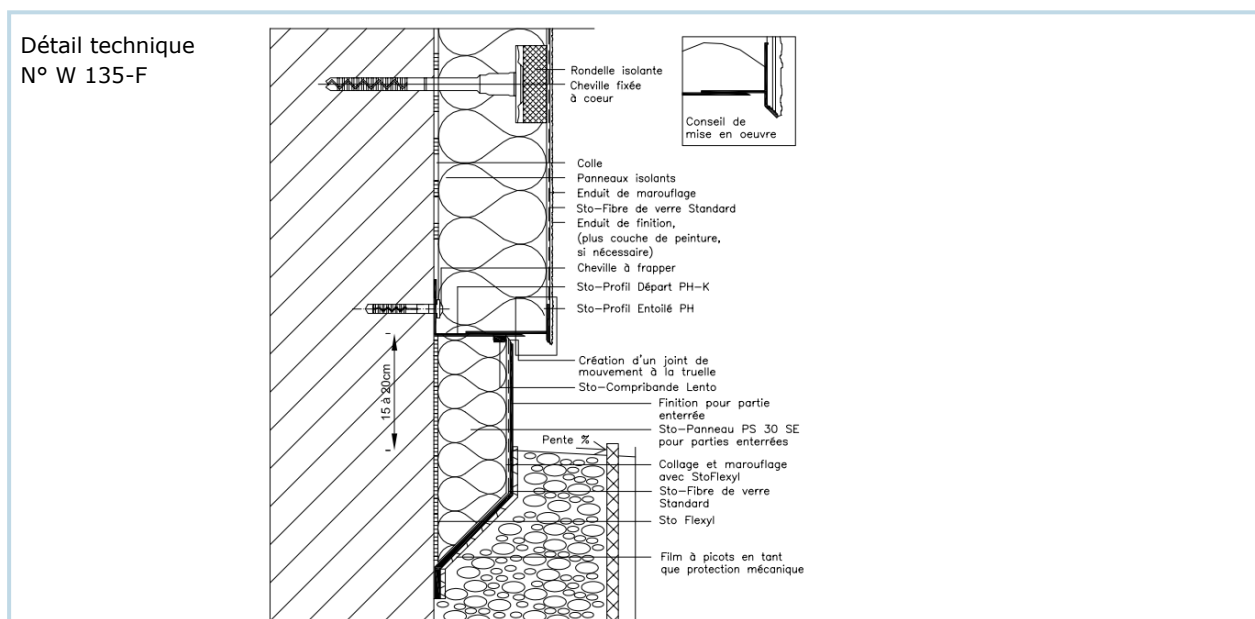 Détail technique
N° W 135-F
Rondelle isolante
Cheville fixée
à coeur
Conseil de
mise en oeuvre
Colle
Panneaux isolants
Enduit de marouflage
Sto-Fibre de verre Standard
Enduit de finition,
(plus couche de peinture,
si nécessaire)
Cheville à frapper
Sto-Profil Départ PH-K
Sto-Profil Entoilé PH
15 à 20cm
Création d'un joint de
mouvement à la truelle
Sto-Compribande Lento
Finition pour partie
enterrée
Sto-Panneau PS 30 SE
pour parties enterrées
Pente %
Collage et marouflage
avec StoFlexyl
Sto-Fibre de verre
Standard
Sto Flexyl
Film à picots en tant
que protection mécanique